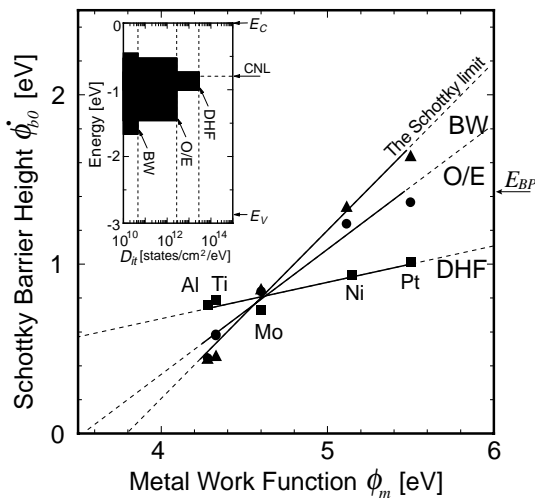 Schottky Barrier Height ϕ*b0 [eV]
2
1
0
4
5
6
Metal Work Function ϕm [eV]
The Schottky limit
BW
O/E
DHF
EBP
Al
Ti
Mo
Ni
Pt
Energy [eV]
0
-1
-2
-3
10^10
10^12
10^14
Dit [states/cm²/eV]
EC
CNL
EV
BW
O/E
DHF